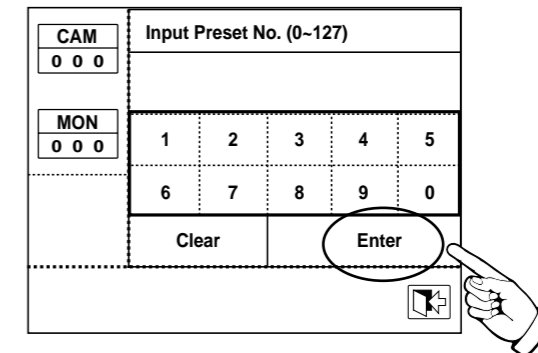 CAM
0 0 0
MON
0 0 0
Input Preset No. (0~127)
1 2 3 4 5
6 7 8 9 0
Clear Enter